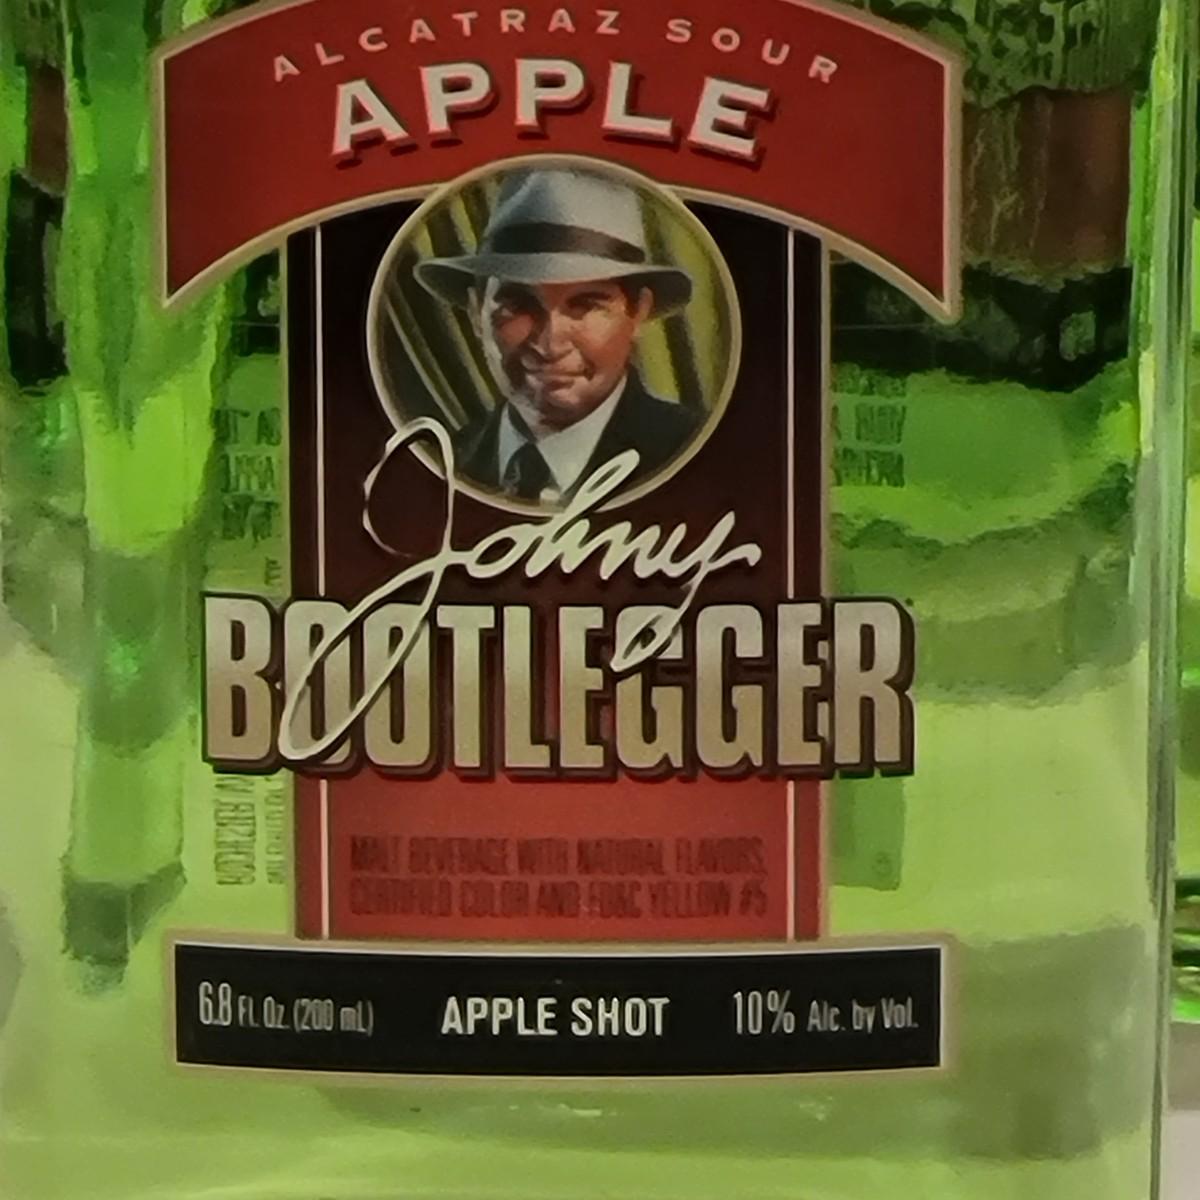 ALCATRAZ SOUR
APPLE
Johny
BOOTLEGGER
MALT BEVERAGE WITH NATURAL FLAVORS,
CERTIFIED COLOR AND FD&C YELLOW #5
6.8 FL. Oz. (200 mL) APPLE SHOT 10% Alc. by Vol.